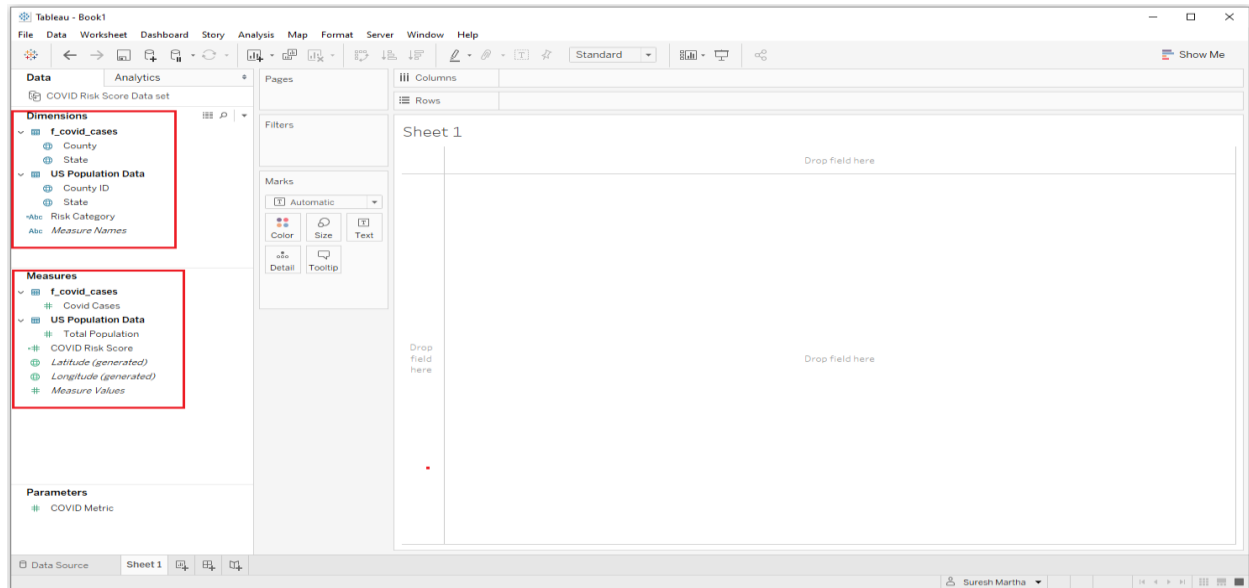 Tableau - Book1
File Data Worksheet Dashboard Story Analysis Map Format Server Window Help
Standard
Show Me
Data Analytics
COVID Risk Score Data set
Dimensions
f_covid_cases
County
State
US Population Data
County ID
State
Abc Risk Category
Abc Measure Names
Measures
f_covid_cases
Covid Cases
US Population Data
Total Population
COVID Risk Score
Latitude (generated)
Longitude (generated)
Measure Values
Parameters
COVID Metric
Pages
Filters
Marks
Automatic
Color Size Text
Detail Tooltip
Columns
Rows
Sheet 1
Drop field here
Drop
field
here
Drop field here
Data Source Sheet 1
Suresh Martha